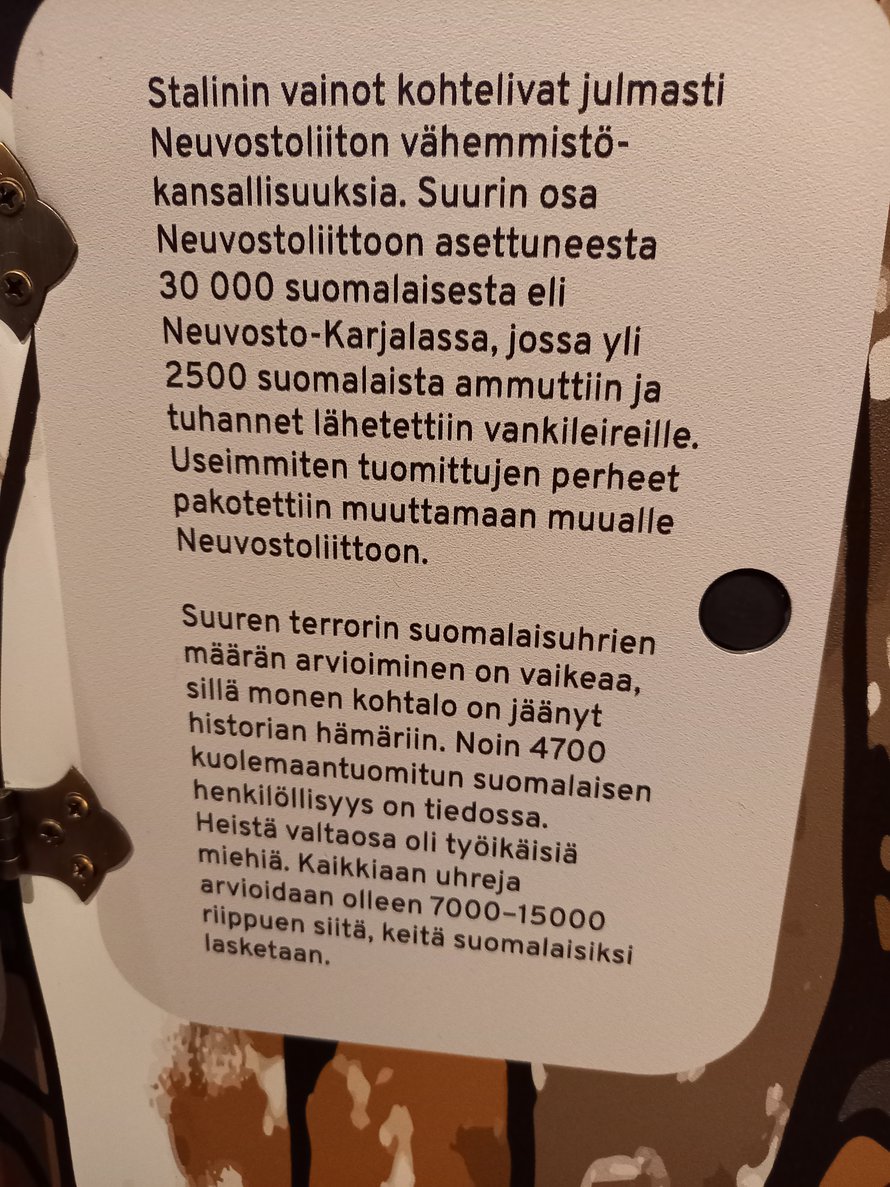 Stalinin vainot kohtelivat julmasti
Neuvostoliiton vähemmistö-
kansallisuuksia. Suurin osa
Neuvostoliittoon asettuneesta
30 000 suomalaisesta eli
Neuvosto-Karjalassa, jossa yli
2500 suomalaista ammuttiin ja
tuhannet lähetettiin vankileireille.
Useimmiten tuomittujen perheet
pakotettiin muuttamaan muualle
Neuvostoliittoon.
Suuren terrorin suomalaisuhrien
määrän arvioiminen on vaikeaa,
sillä monen kohtalo on jäänyt
historian hämäriin. Noin 4700
kuolemaantuomitun suomalaisen
henkilöllisyys on tiedossa.
Heistä valtaosa oli työikäisiä
miehiä. Kaikkiaan uhreja
arvioidaan olleen 7000–15000
riippuen siitä, keitä suomalaisiksi
lasketaan.